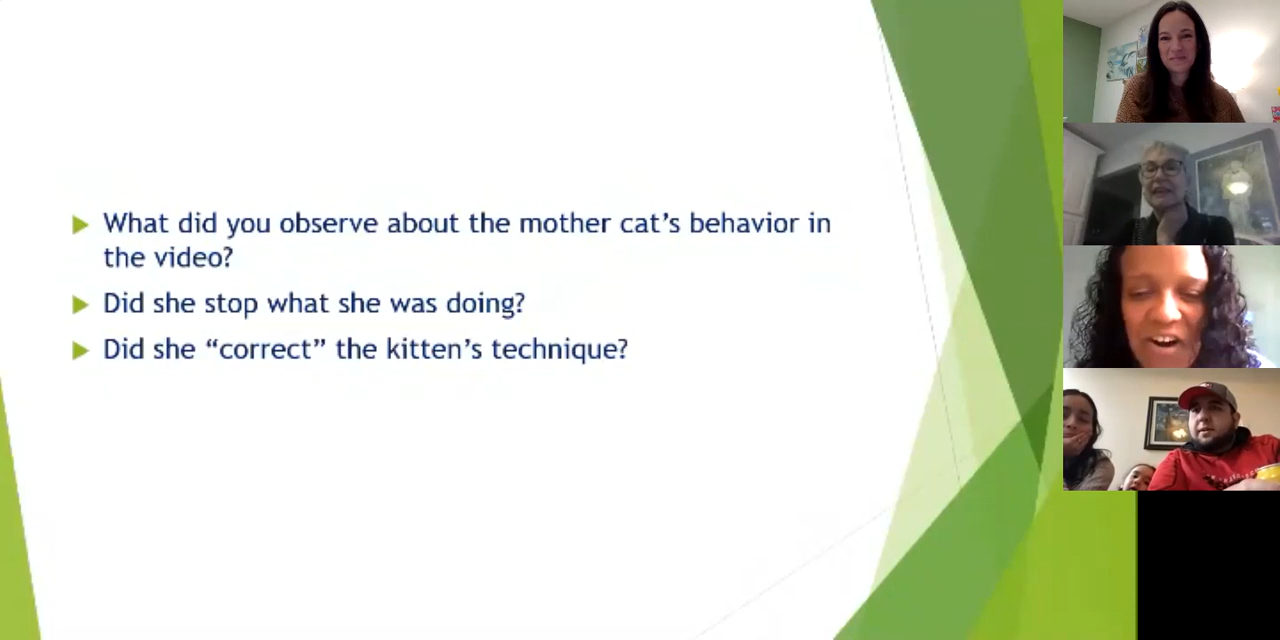 What did you observe about the mother cat’s behavior in
the video?
Did she stop what she was doing?
Did she “correct” the kitten’s technique?